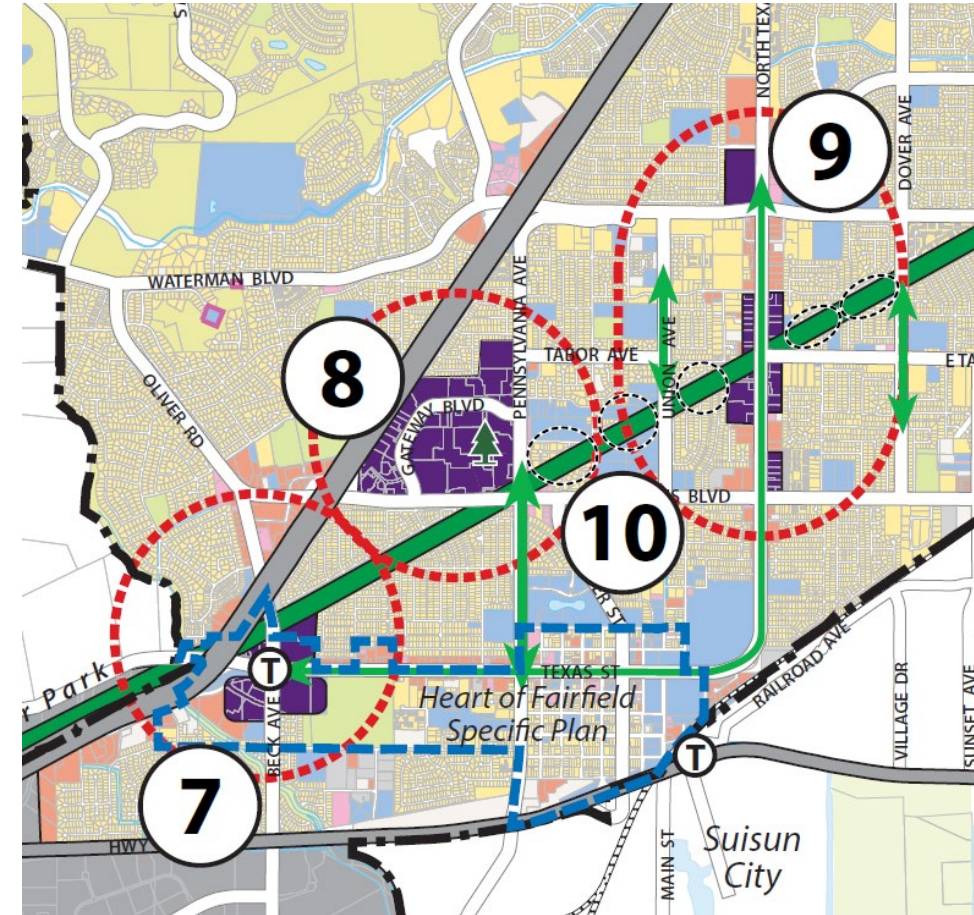 NORTH TEX
9
DOVER AVE
WATERMAN BLVD
PENNSYLVANIA AVE
8
TABOR AVE
UNION AVE
E TA
OLIVER RD
GATEWAY BLVD
S BLVD
10
ER ST
r Park
T
TEXAS ST
Heart of Fairfield
Specific Plan
RAILROAD AVE
VILLAGE DR
SUNSET AVE
BECK AVE
T
7
HWY
MAIN ST
Suisun
City